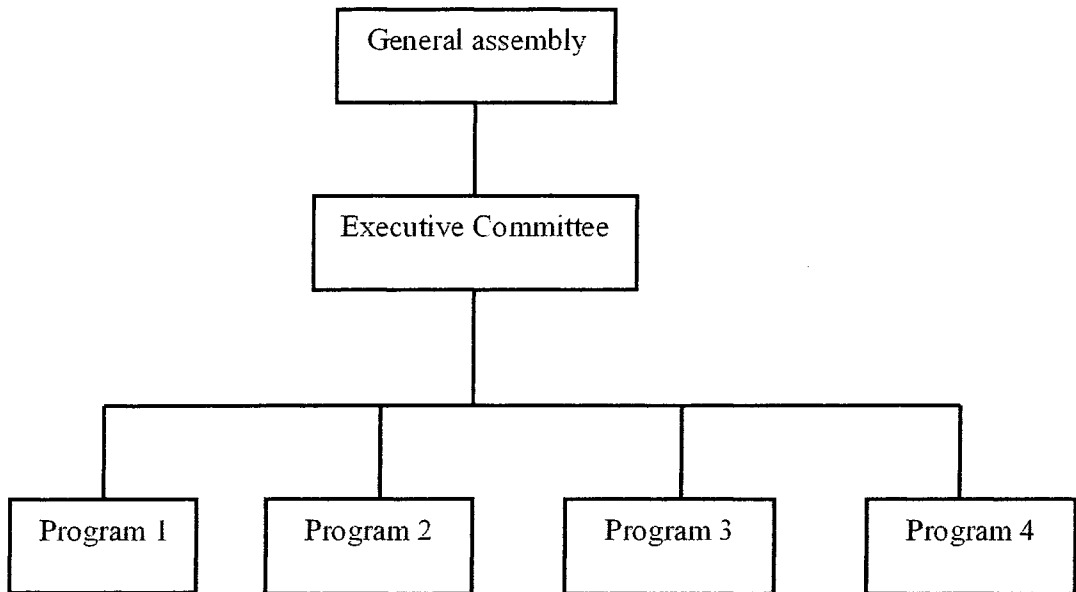 General assembly
Executive Committee
Program 1
Program 2
Program 3
Program 4